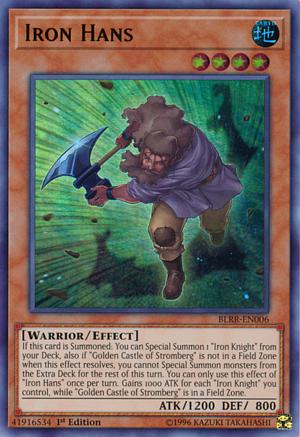 IRON HANS
EARTH
地
BLRR-EN006
[WARRIOR/EFFECT]
If this card is Summoned: You can Special Summon 1 "Iron Knight" from
your Deck, also if "Golden Castle of Stromberg" is not in a Field Zone
when this effect resolves, you cannot Special Summon monsters from
the Extra Deck for the rest of this turn. You can only use this effect of
"Iron Hans" once per turn. Gains 1000 ATK for each "Iron Knight" you
control, while "Golden Castle of Stromberg" is in a Field Zone.
ATK/1200 DEF/ 800
41916534 1st Edition ©1996 KAZUKI TAKAHASHI